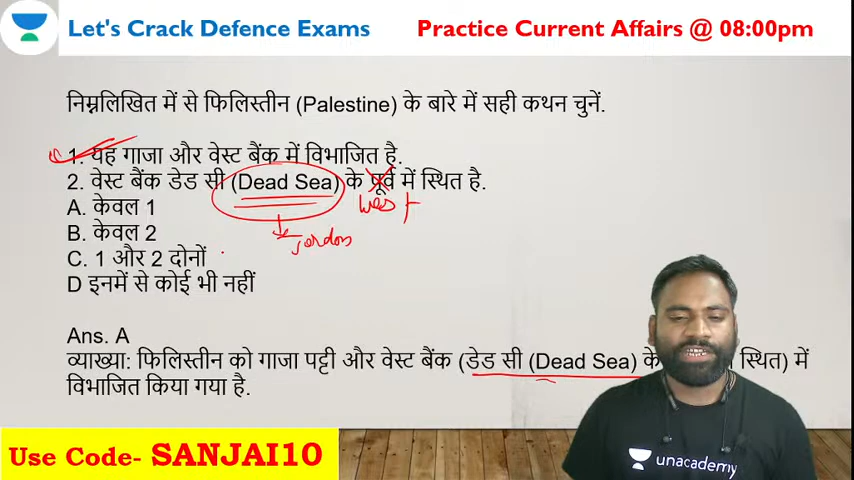 Let's Crack Defence Exams
Practice Current Affairs @ 08:00pm
निम्नलिखित में से फिलिस्तीन (Palestine) के बारे में सही कथन चुनें.
1. यह गाजा और वेस्ट बैंक में विभाजित है.
2. वेस्ट बैंक डेड सी (Dead Sea) के पूर्व में स्थित है.
West
Jordan
A. केवल 1
B. केवल 2
C. 1 और 2 दोनों
D इनमें से कोई भी नहीं
Ans. A
व्याख्या: फिलिस्तीन को गाजा पट्टी और वेस्ट बैंक (डेड सी (Dead Sea) के स्थित) में
विभाजित किया गया है.
Use Code- SANJAI10
unacademy